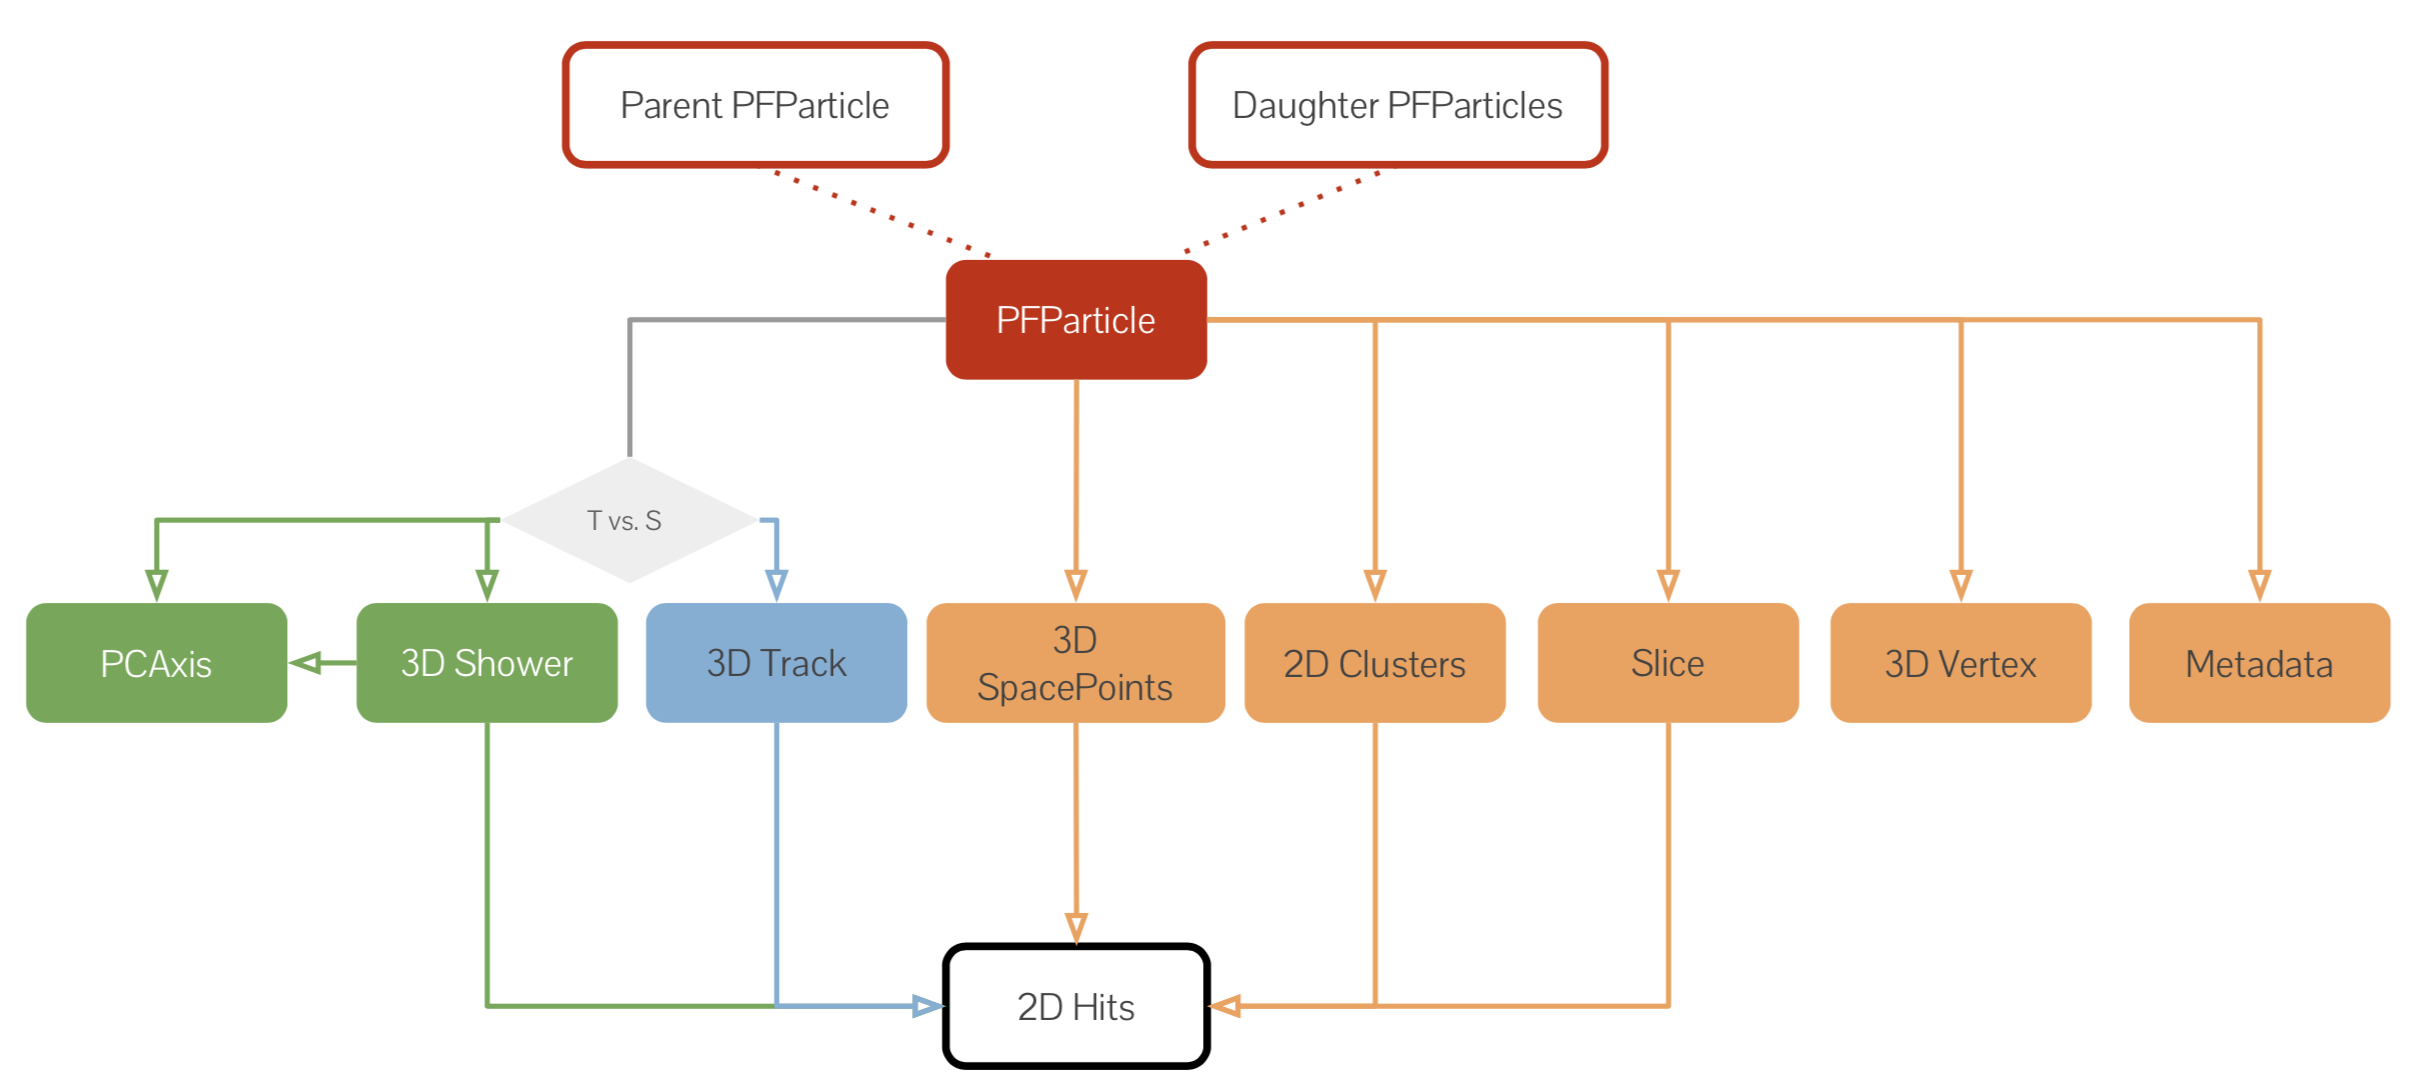 Parent PFParticle
Daughter PFParticles
PFParticle
T vs. S
PCAxis
3D Shower
3D Track
3D
SpacePoints
2D Clusters
Slice
3D Vertex
Metadata
2D Hits